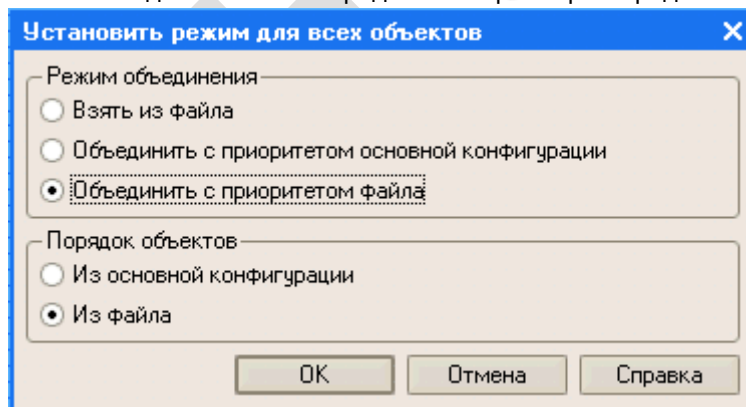 Установить режим для всех объектов
Режим объединения
Взять из файла
Объединить с приоритетом основной конфигурации
Объединить с приоритетом файла
Порядок объектов
Из основной конфигурации
Из файла
ОК Отмена Справка